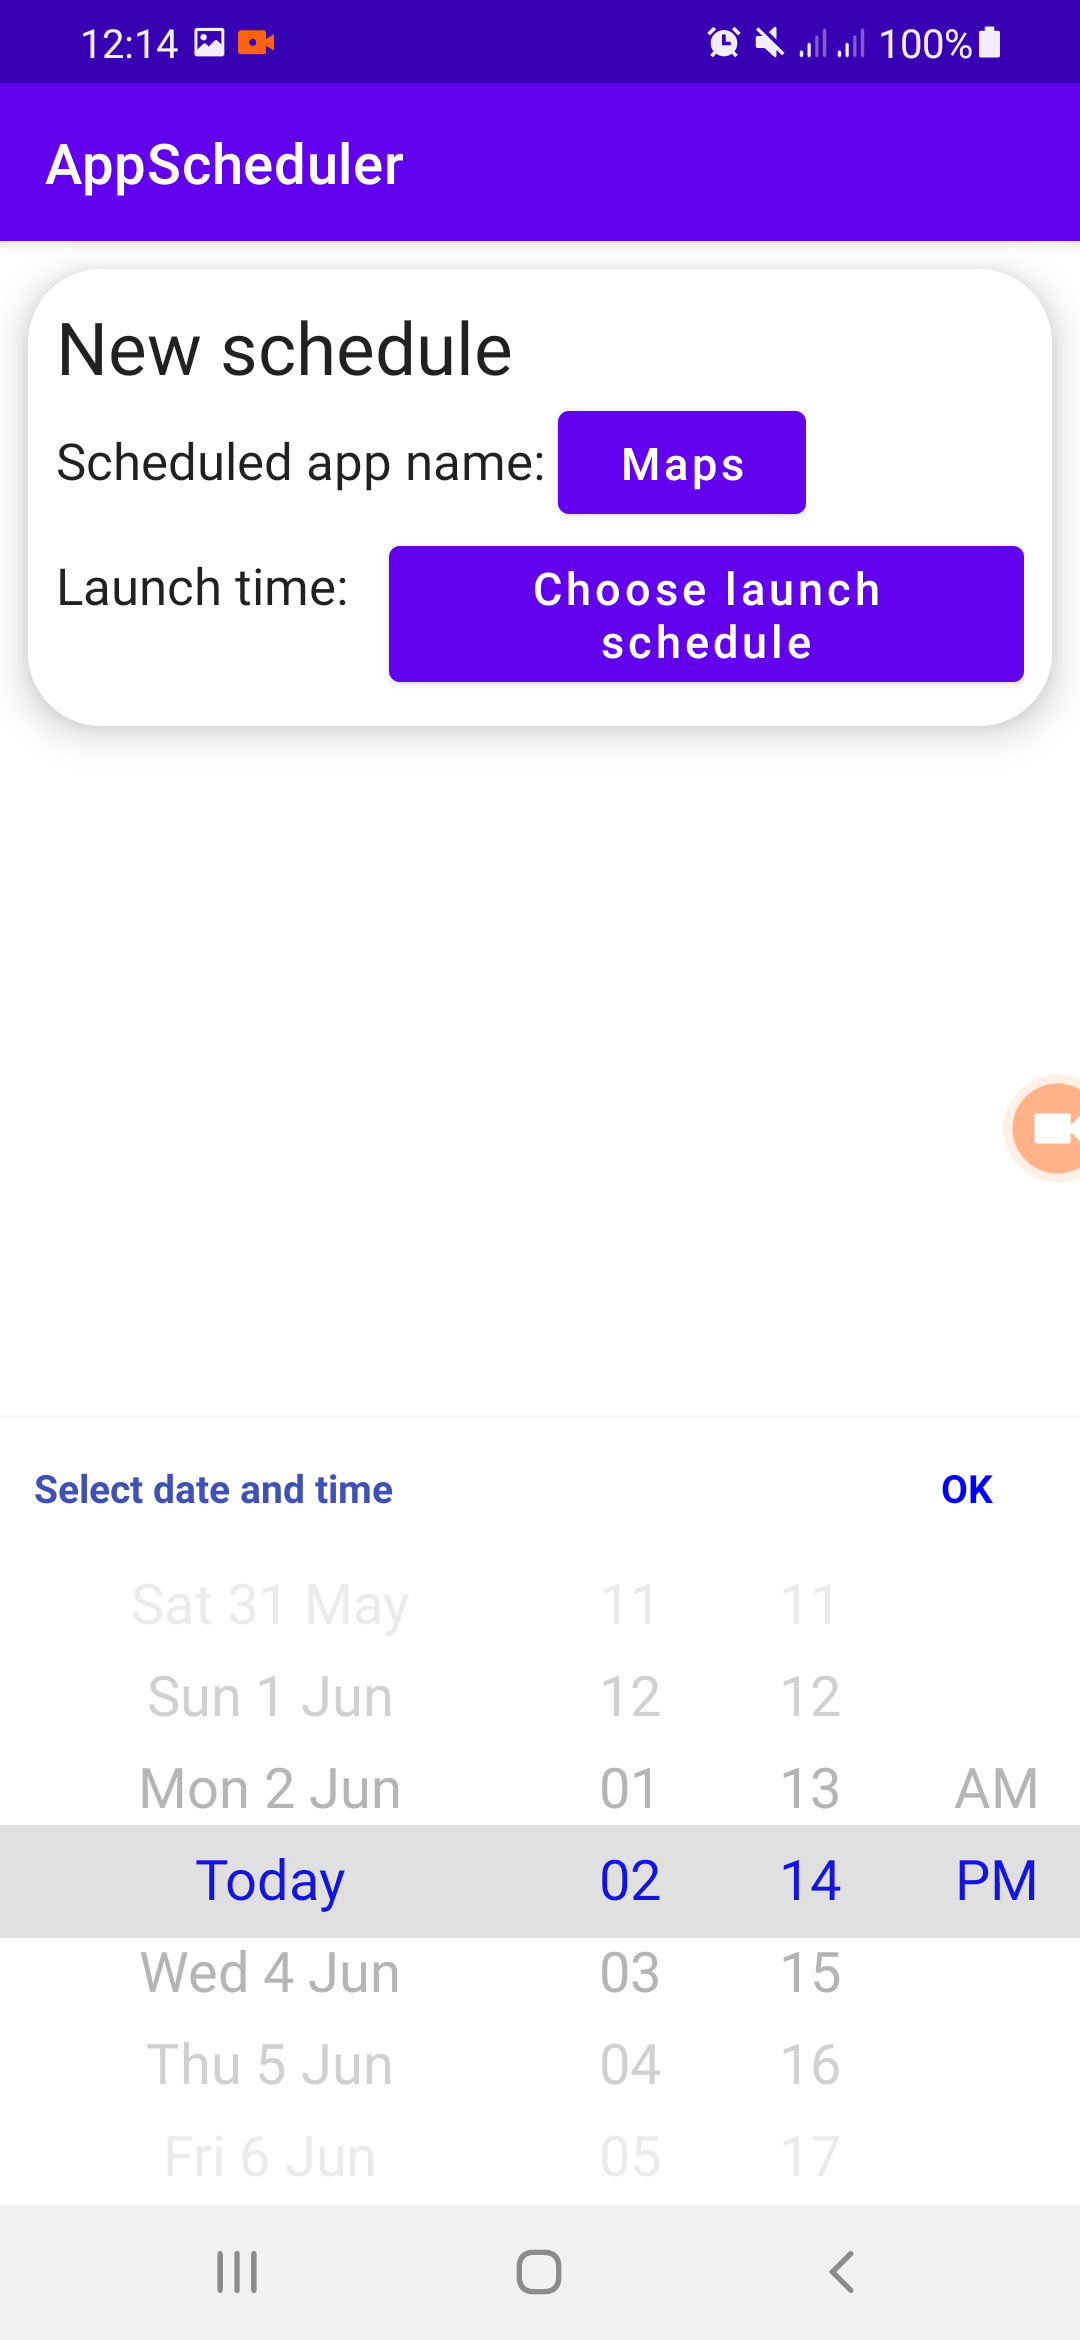 12:14 100%
AppScheduler
New schedule
Scheduled app name: Maps
Launch time: Choose launch schedule
Select date and time OK
Sat 31 May 11 11
Sun 1 Jun 12 12
Mon 2 Jun 01 13 AM
Today 02 14 PM
Wed 4 Jun 03 15
Thu 5 Jun 04 16
Fri 6 Jun 05 17